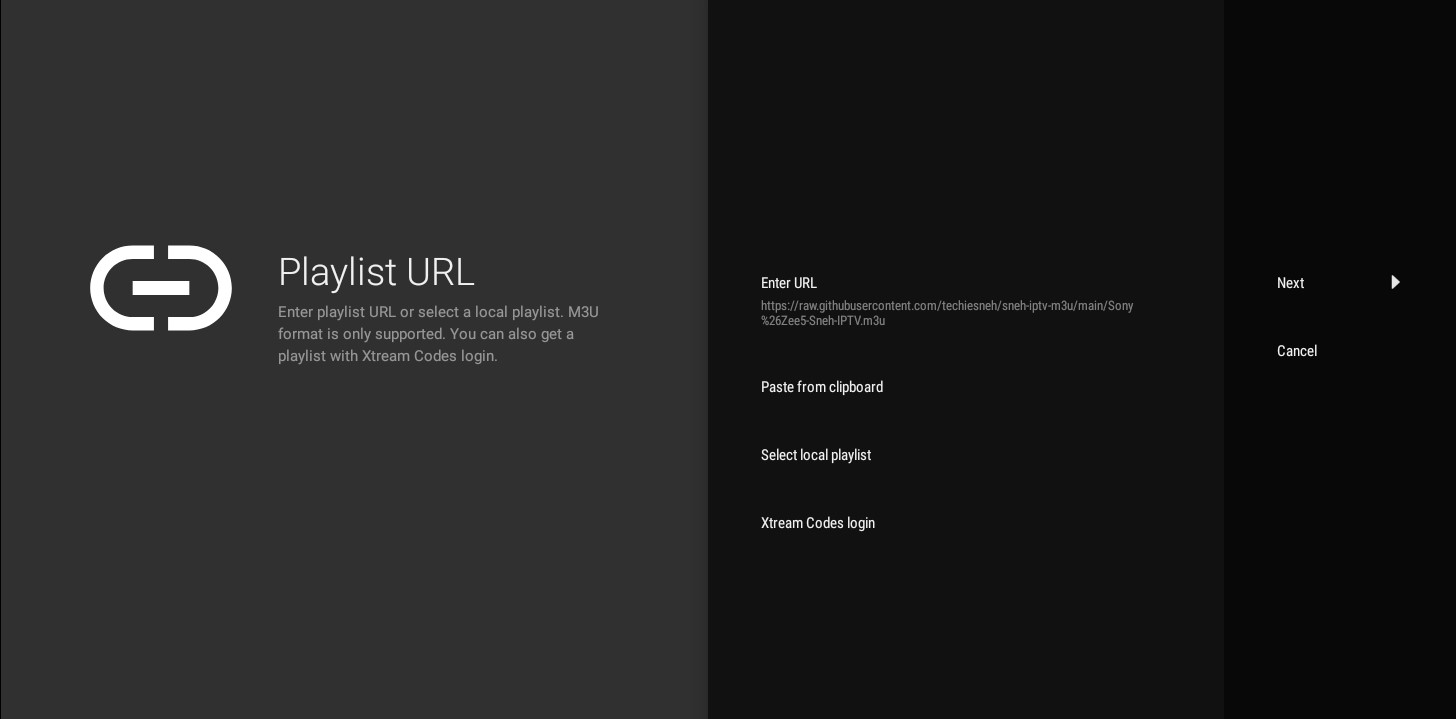 Playlist URL
Enter playlist URL or select a local playlist. M3U
format is only supported. You can also get a
playlist with Xtream Codes login.
Enter URL
https://raw.githubusercontent.com/techiesneh/sneh-iptv-m3u/main/Sony
%26Zee5-Sneh-IPTV.m3u
Paste from clipboard
Select local playlist
Xtream Codes login
Next
Cancel